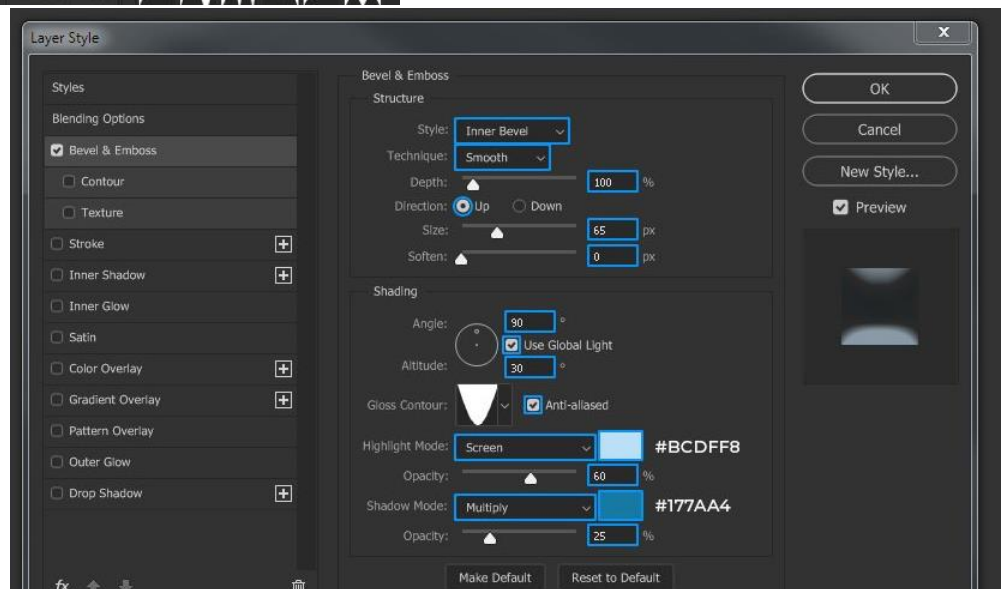 Layer Style
x
Styles
Blending Options
Bevel & Emboss
Contour
Texture
Stroke
Inner Shadow
Inner Glow
Satin
Color Overlay
Gradient Overlay
Pattern Overlay
Outer Glow
Drop Shadow
fx
Bevel & Emboss
Structure
Style: Inner Bevel
Technique: Smooth
Depth: 100 %
Direction: Up Down
Size: 65 px
Soften: 0 px
Shading
Angle: 90 °
Use Global Light
Altitude: 30 °
Gloss Contour: Anti-aliased
Highlight Mode: Screen #BCDFF8
Opacity: 60 %
Shadow Mode: Multiply #177AA4
Opacity: 25 %
Make Default Reset to Default
OK
Cancel
New Style...
Preview